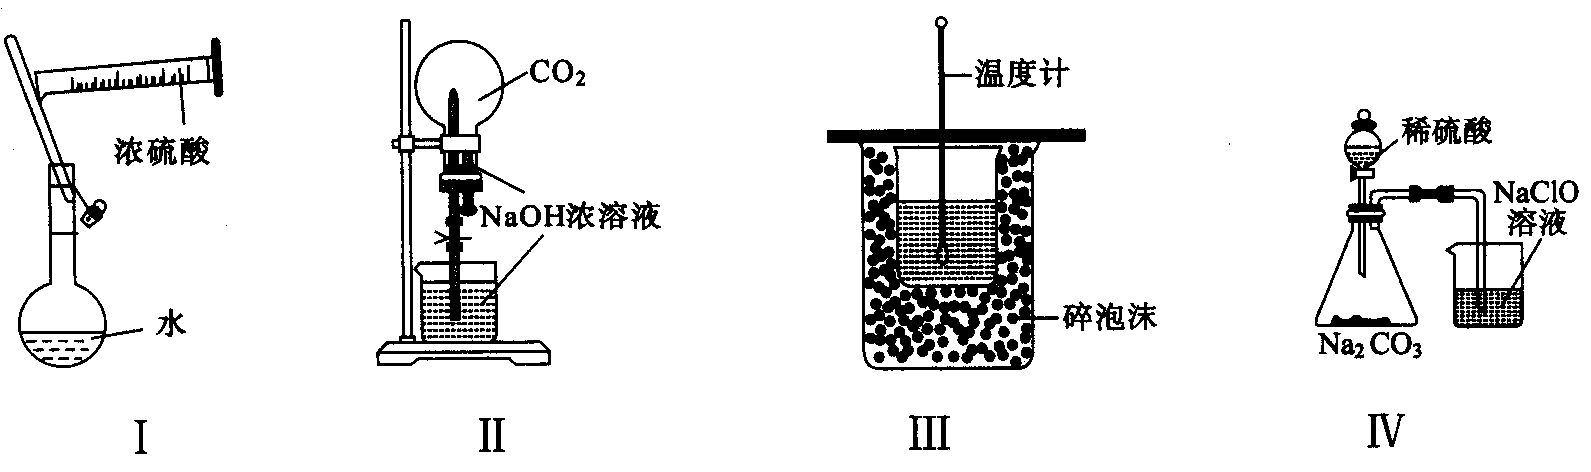 浓硫酸
水
Ⅰ
CO₂
NaOH浓溶液
Ⅱ
温度计
碎泡沫
Ⅲ
稀硫酸
NaClO
溶液
Na₂CO₃
Ⅳ